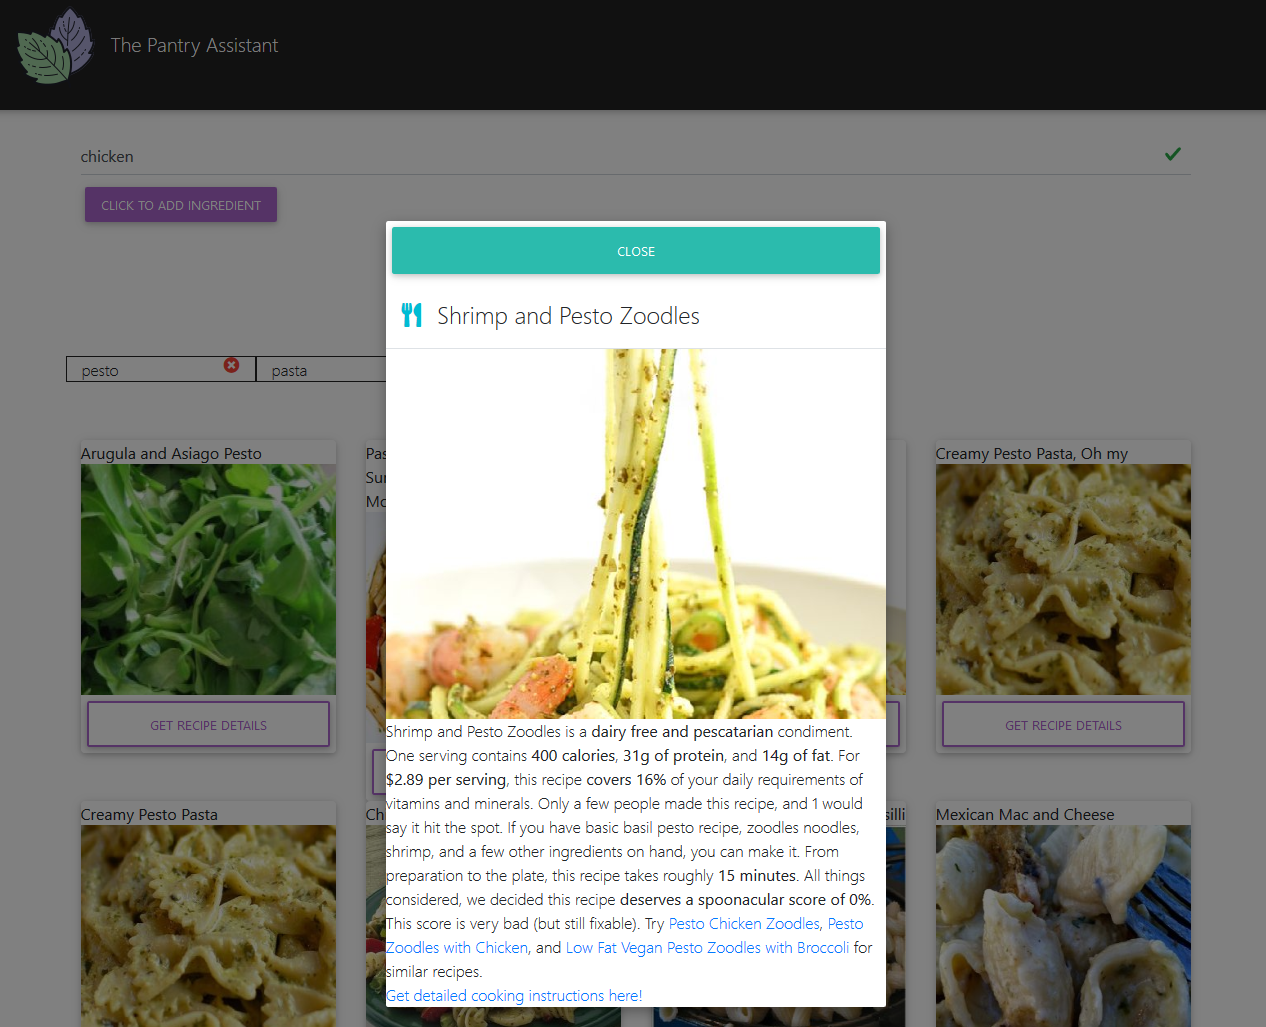 The Pantry Assistant
chicken
CLICK TO ADD INGREDIENT
CLOSE
Shrimp and Pesto Zoodles
pesto
pasta
Arugula and Asiago Pesto
Creamy Pesto Pasta, Oh my
GET RECIPE DETAILS
GET RECIPE DETAILS
Shrimp and Pesto Zoodles is a dairy free and pescatarian condiment.
One serving contains 400 calories, 31g of protein, and 14g of fat. For
$2.89 per serving, this recipe covers 16% of your daily requirements of
vitamins and minerals. Only a few people made this recipe, and 1 would
say it hit the spot. If you have basic basil pesto recipe, zoodles noodles,
shrimp, and a few other ingredients on hand, you can make it. From
preparation to the plate, this recipe takes roughly 15 minutes. All things
considered, we decided this recipe deserves a spoonacular score of 0%.
This score is very bad (but still fixable). Try Pesto Chicken Zoodles, Pesto
Zoodles with Chicken, and Low Fat Vegan Pesto Zoodles with Broccoli for
similar recipes.
Get detailed cooking instructions here!
Creamy Pesto Pasta
Mexican Mac and Cheese